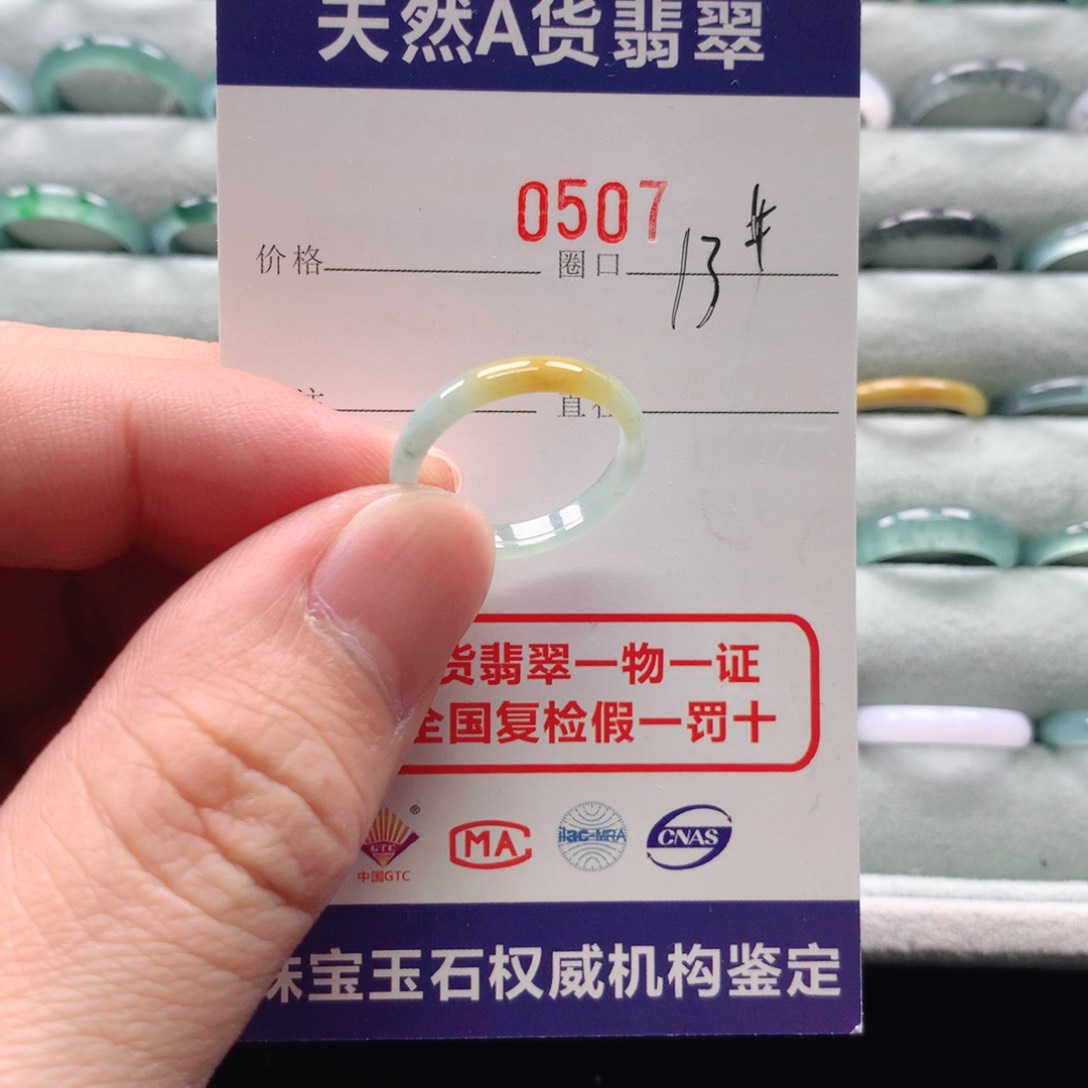 天然A货翡翠
0507
价格 圈口 13#
注 直径
货翡翠一物一证
全国复检假一罚十
GTC ® MA ilac-MRA CNAS
中国GTC
珠宝玉石权威机构鉴定